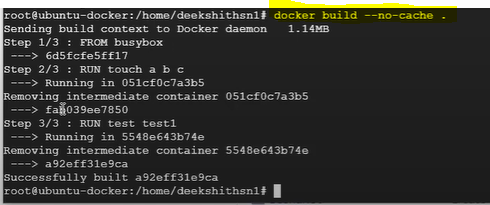 root@ubuntu-docker:/home/deekshithsn1# docker build --no-cache .
Sending build context to Docker daemon   1.14MB
Step 1/3 : FROM busybox
 ---> 6d5fcfe5ff17
Step 2/3 : RUN touch a b c
 ---> Running in 051cf0c7a3b5
Removing intermediate container 051cf0c7a3b5
 --->
Step 3/3 : RUN test test1
 ---> Running in 5548e643b74e
Removing intermediate container 5548e643b74e
 ---> a92eff31e9ca
Successfully built a92eff31e9ca
root@ubuntu-docker:/home/deekshithsn1#